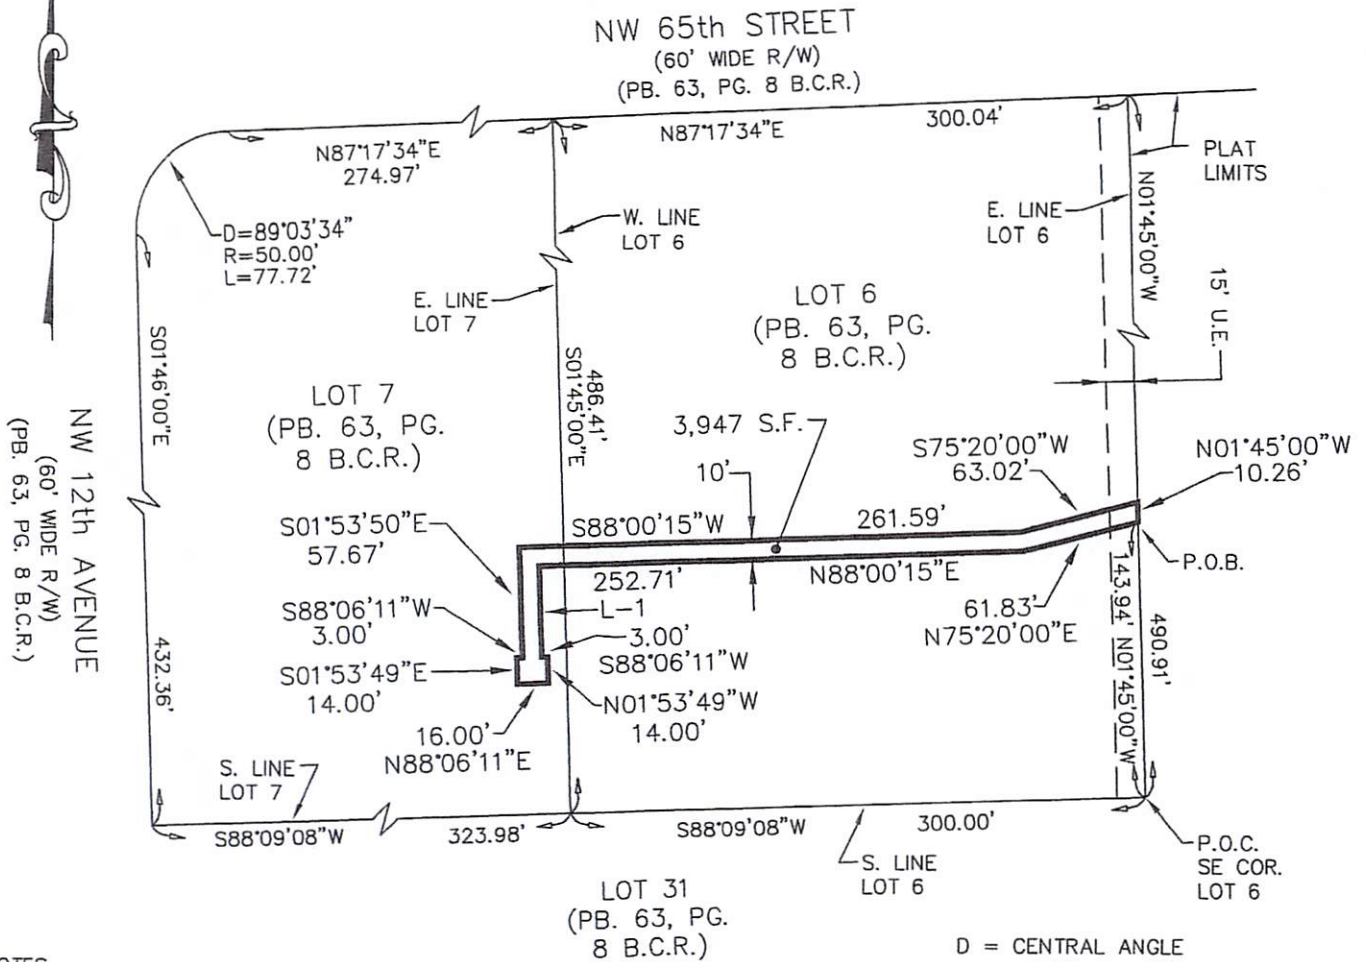 NW 65th STREET
(60' WIDE R/W)
(PB. 63, PG. 8 B.C.R.)
N87°17'34"E
274.97'
N87°17'34"E
300.04'
PLAT
LIMITS
D=89°03'34"
R=50.00'
L=77.72'
W. LINE
LOT 6
E. LINE
LOT 6
N01°45'00"W
15' U.E.
E. LINE
LOT 7
LOT 6
(PB. 63, PG.
8 B.C.R.)
S01°46'00"E
432.36'
NW 12th AVENUE
(60' WIDE R/W)
(PB. 63, PG. 8 B.C.R.)
LOT 7
(PB. 63, PG.
8 B.C.R.)
486.41'
S01°45'00"E
3,947 S.F.
10'
S75°20'00"W
63.02'
N01°45'00"W
10.26'
S01°53'50"E
57.67'
S88°00'15"W
261.59'
252.71'
N88°00'15"E
P.O.B.
L-1
S88°06'11"W
3.00'
3.00'
S88°06'11"W
61.83'
N75°20'00"E
143.94' N01°45'00"W
490.91'
S01°53'49"E
14.00'
N01°53'49"W
14.00'
16.00'
N88°06'11"E
S. LINE
LOT 7
S88°09'08"W
323.98'
S88°09'08"W
300.00'
S. LINE
LOT 6
P.O.C.
SE COR.
LOT 6
LOT 31
(PB. 63, PG.
8 B.C.R.)
D = CENTRAL ANGLE